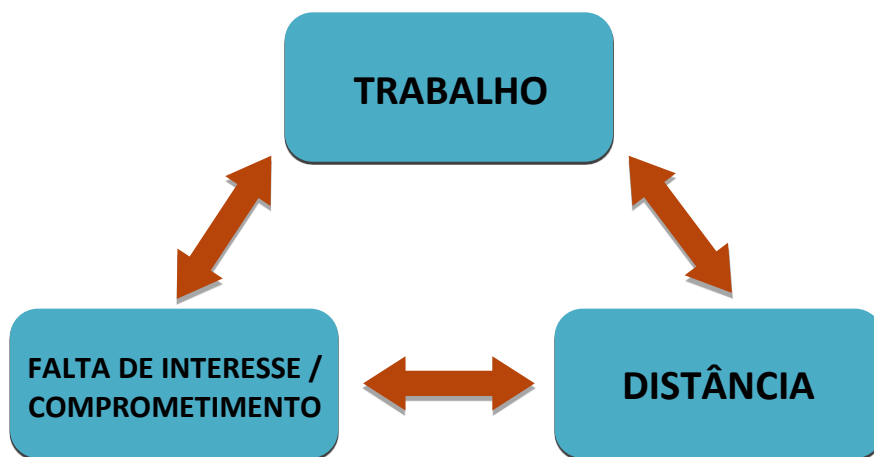 TRABALHO
FALTA DE INTERESSE /
COMPROMETIMENTO
DISTÂNCIA